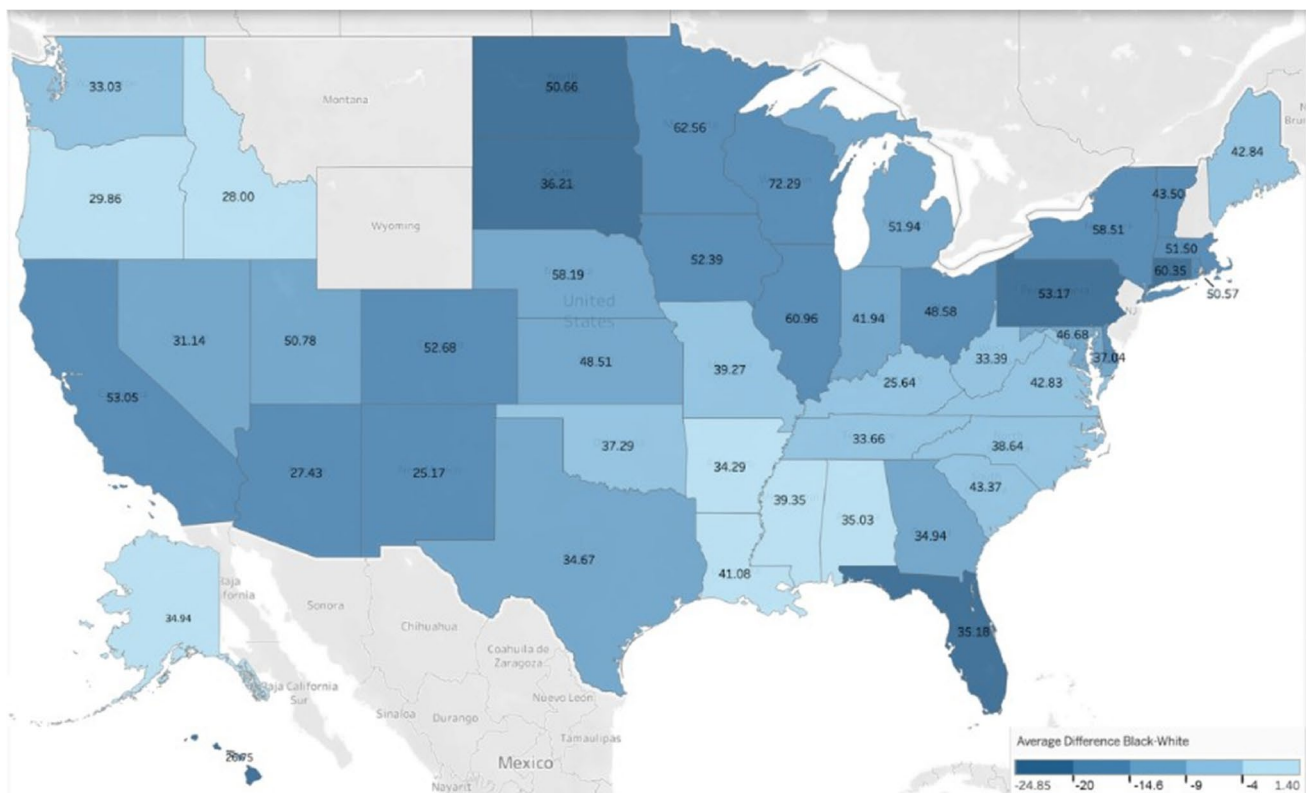 33.03
Montana
50.66
62.56
42.84
29.86
28.00
36.21
72.29
43.50
Wyoming
51.94
58.51
51.50
58.19
52.39
60.35
53.17
50.57
United
States
31.14
50.78
52.68
60.96
41.94
48.58
NJ
46.68
48.51
33.39
37.04
53.05
39.27
25.64
42.83
37.29
33.66
38.64
27.43
25.17
34.29
39.35
43.37
35.03
34.94
34.67
41.08
Baja
California
Sonora
34.94
Chihuahua
35.18
Coahuila de
Zaragoza
Baja California
Sur
Nuevo León
Sinaloa
Durango
Tamaulipas
Mexico
Nayarit
Average Difference Black-White
-24.85
-20
-14.6
-9
-4
1.40